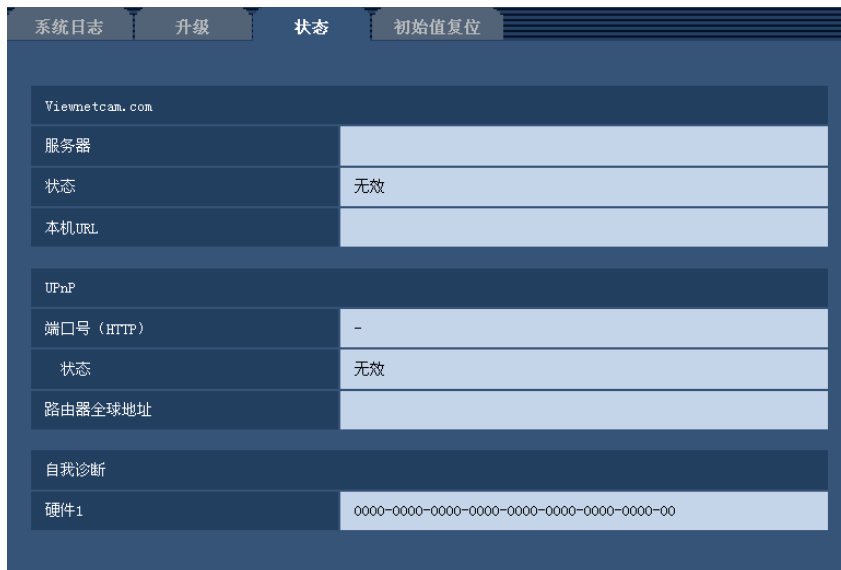 系统日志 升级 状态 初始值复位
Viewnetcam.com
服务器
状态 无效
本机URL
UPnP
端口号（HTTP） -
状态 无效
路由器全球地址
自我诊断
硬件1 0000-0000-0000-0000-0000-0000-0000-0000-00